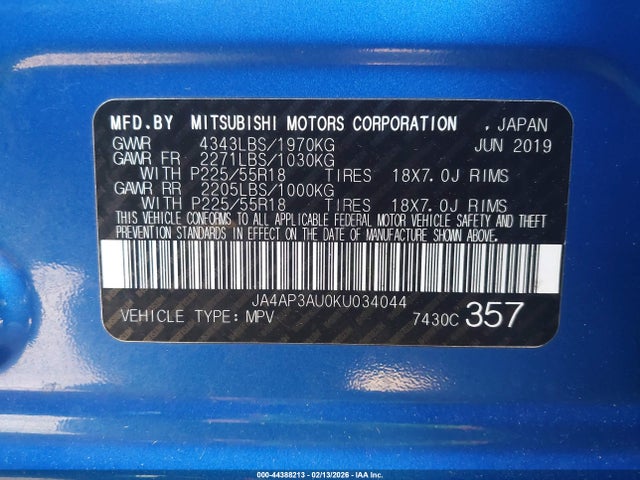 MFD.BY MITSUBISHI MOTORS CORPORATION . JAPAN
GVWR 4343LBS/1970KG JUN 2019
GAWR FR 2271LBS/1030KG
WITH P225/55R18 TIRES 18X7.0J RIMS
GAWR RR 2205LBS/1000KG
WITH P225/55R18 TIRES 18X7.0J RIMS
THIS VEHICLE CONFORMS TO ALL APPLICABLE FEDERAL MOTOR VEHICLE SAFETY AND THEFT
PREVENTION STANDARDS IN EFFECT ON THE DATE OF MANUFACTURE SHOWN ABOVE.
JA4AP3AU0KU034044
VEHICLE TYPE: MPV 7430C 357
000-44388213 - 02/13/2026 - IAA Inc.